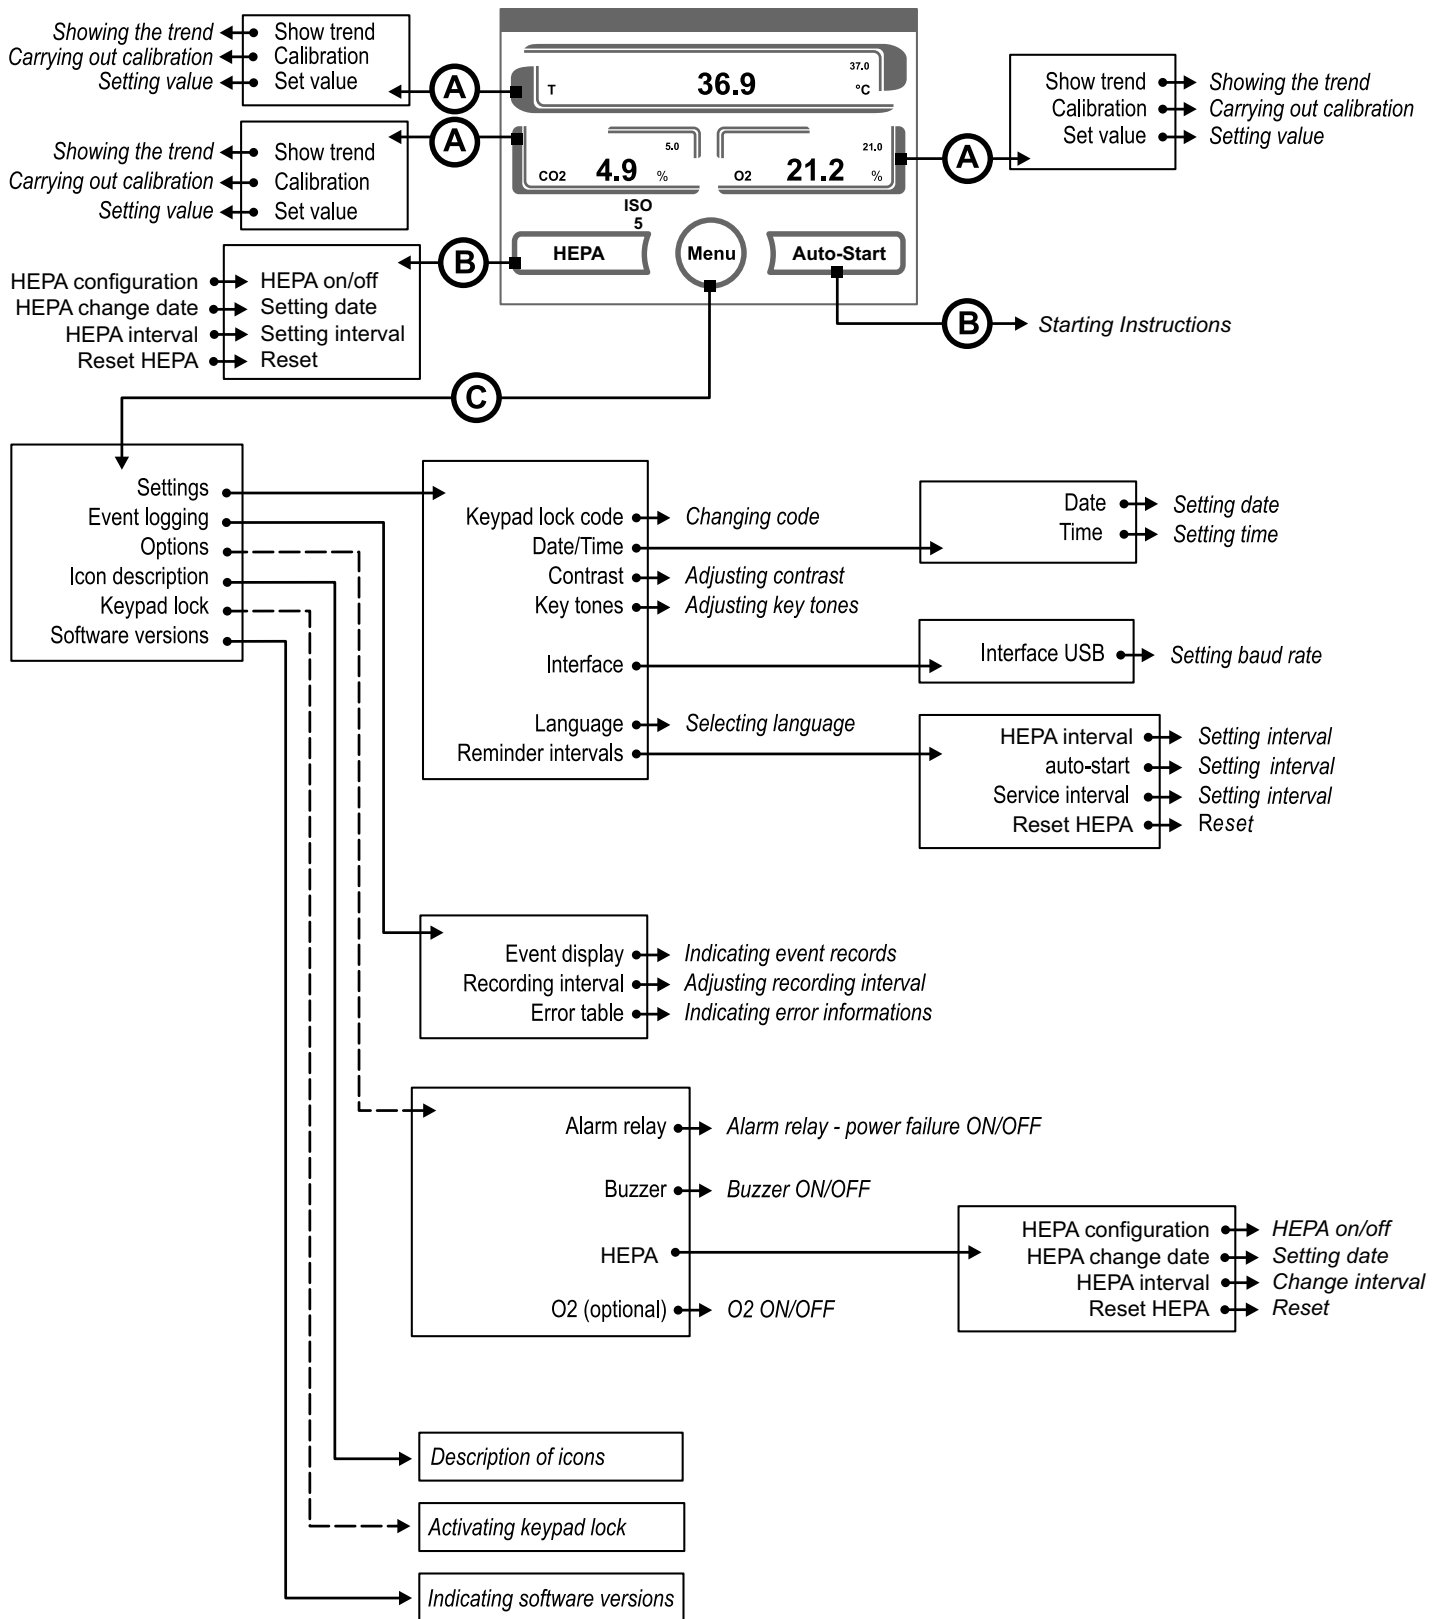 Showing the trend Show trend
Carrying out calibration Calibration
Setting value Set value
A
Showing the trend Show trend
Carrying out calibration Calibration
Setting value Set value
A
T 36.9 37.0 °C
CO2 4.9 % 5.0
O2 21.2 % 21.0
ISO
5
HEPA Menu Auto-Start
A
Show trend Showing the trend
Calibration Carrying out calibration
Set value Setting value
B
HEPA configuration HEPA on/off
HEPA change date Setting date
HEPA interval Setting interval
Reset HEPA Reset
B Starting Instructions
C
Settings
Event logging
Options
Icon description
Keypad lock
Software versions
Keypad lock code Changing code
Date/Time
Contrast Adjusting contrast
Key tones Adjusting key tones
Interface
Language Selecting language
Reminder intervals
Date Setting date
Time Setting time
Interface USB Setting baud rate
HEPA interval Setting interval
auto-start Setting interval
Service interval Setting interval
Reset HEPA Reset
Event display Indicating event records
Recording interval Adjusting recording interval
Error table Indicating error informations
Alarm relay Alarm relay - power failure ON/OFF
Buzzer Buzzer ON/OFF
HEPA
O2 (optional) O2 ON/OFF
HEPA configuration HEPA on/off
HEPA change date Setting date
HEPA interval Change interval
Reset HEPA Reset
Description of icons
Activating keypad lock
Indicating software versions